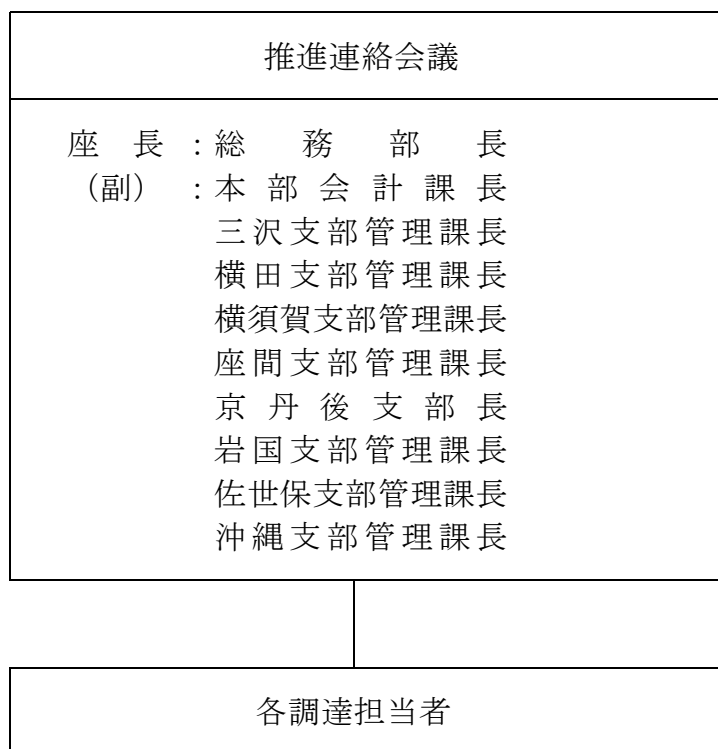 推進連絡会議
座長：総務部長
（副）：本部会計課長
三沢支部管理課長
横田支部管理課長
横須賀支部管理課長
座間支部管理課長
京丹後支部長
岩国支部管理課長
佐世保支部管理課長
沖縄支部管理課長
各調達担当者